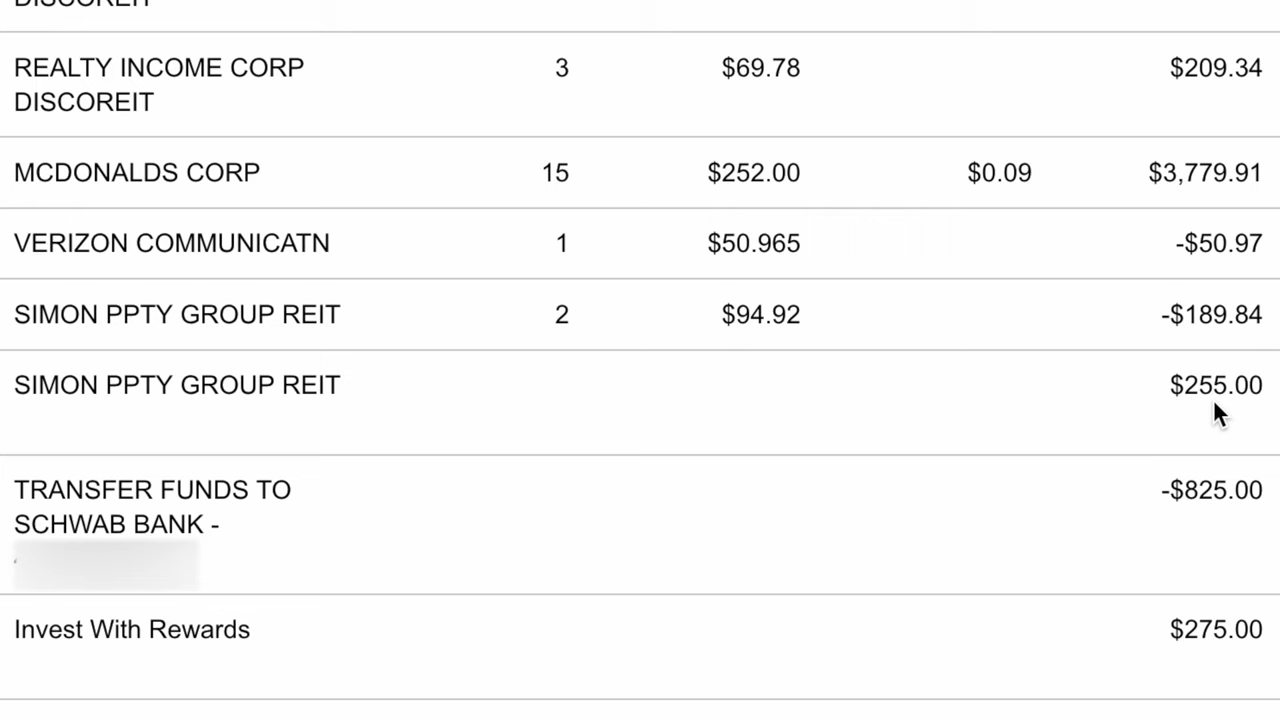 REALTY INCOME CORP 3 $69.78 $209.34
DISCOREIT
MCDONALDS CORP 15 $252.00 $0.09 $3,779.91
VERIZON COMMUNICATN 1 $50.965 -$50.97
SIMON PPTY GROUP REIT 2 $94.92 -$189.84
SIMON PPTY GROUP REIT $255.00
TRANSFER FUNDS TO -$825.00
SCHWAB BANK -
Invest With Rewards $275.00